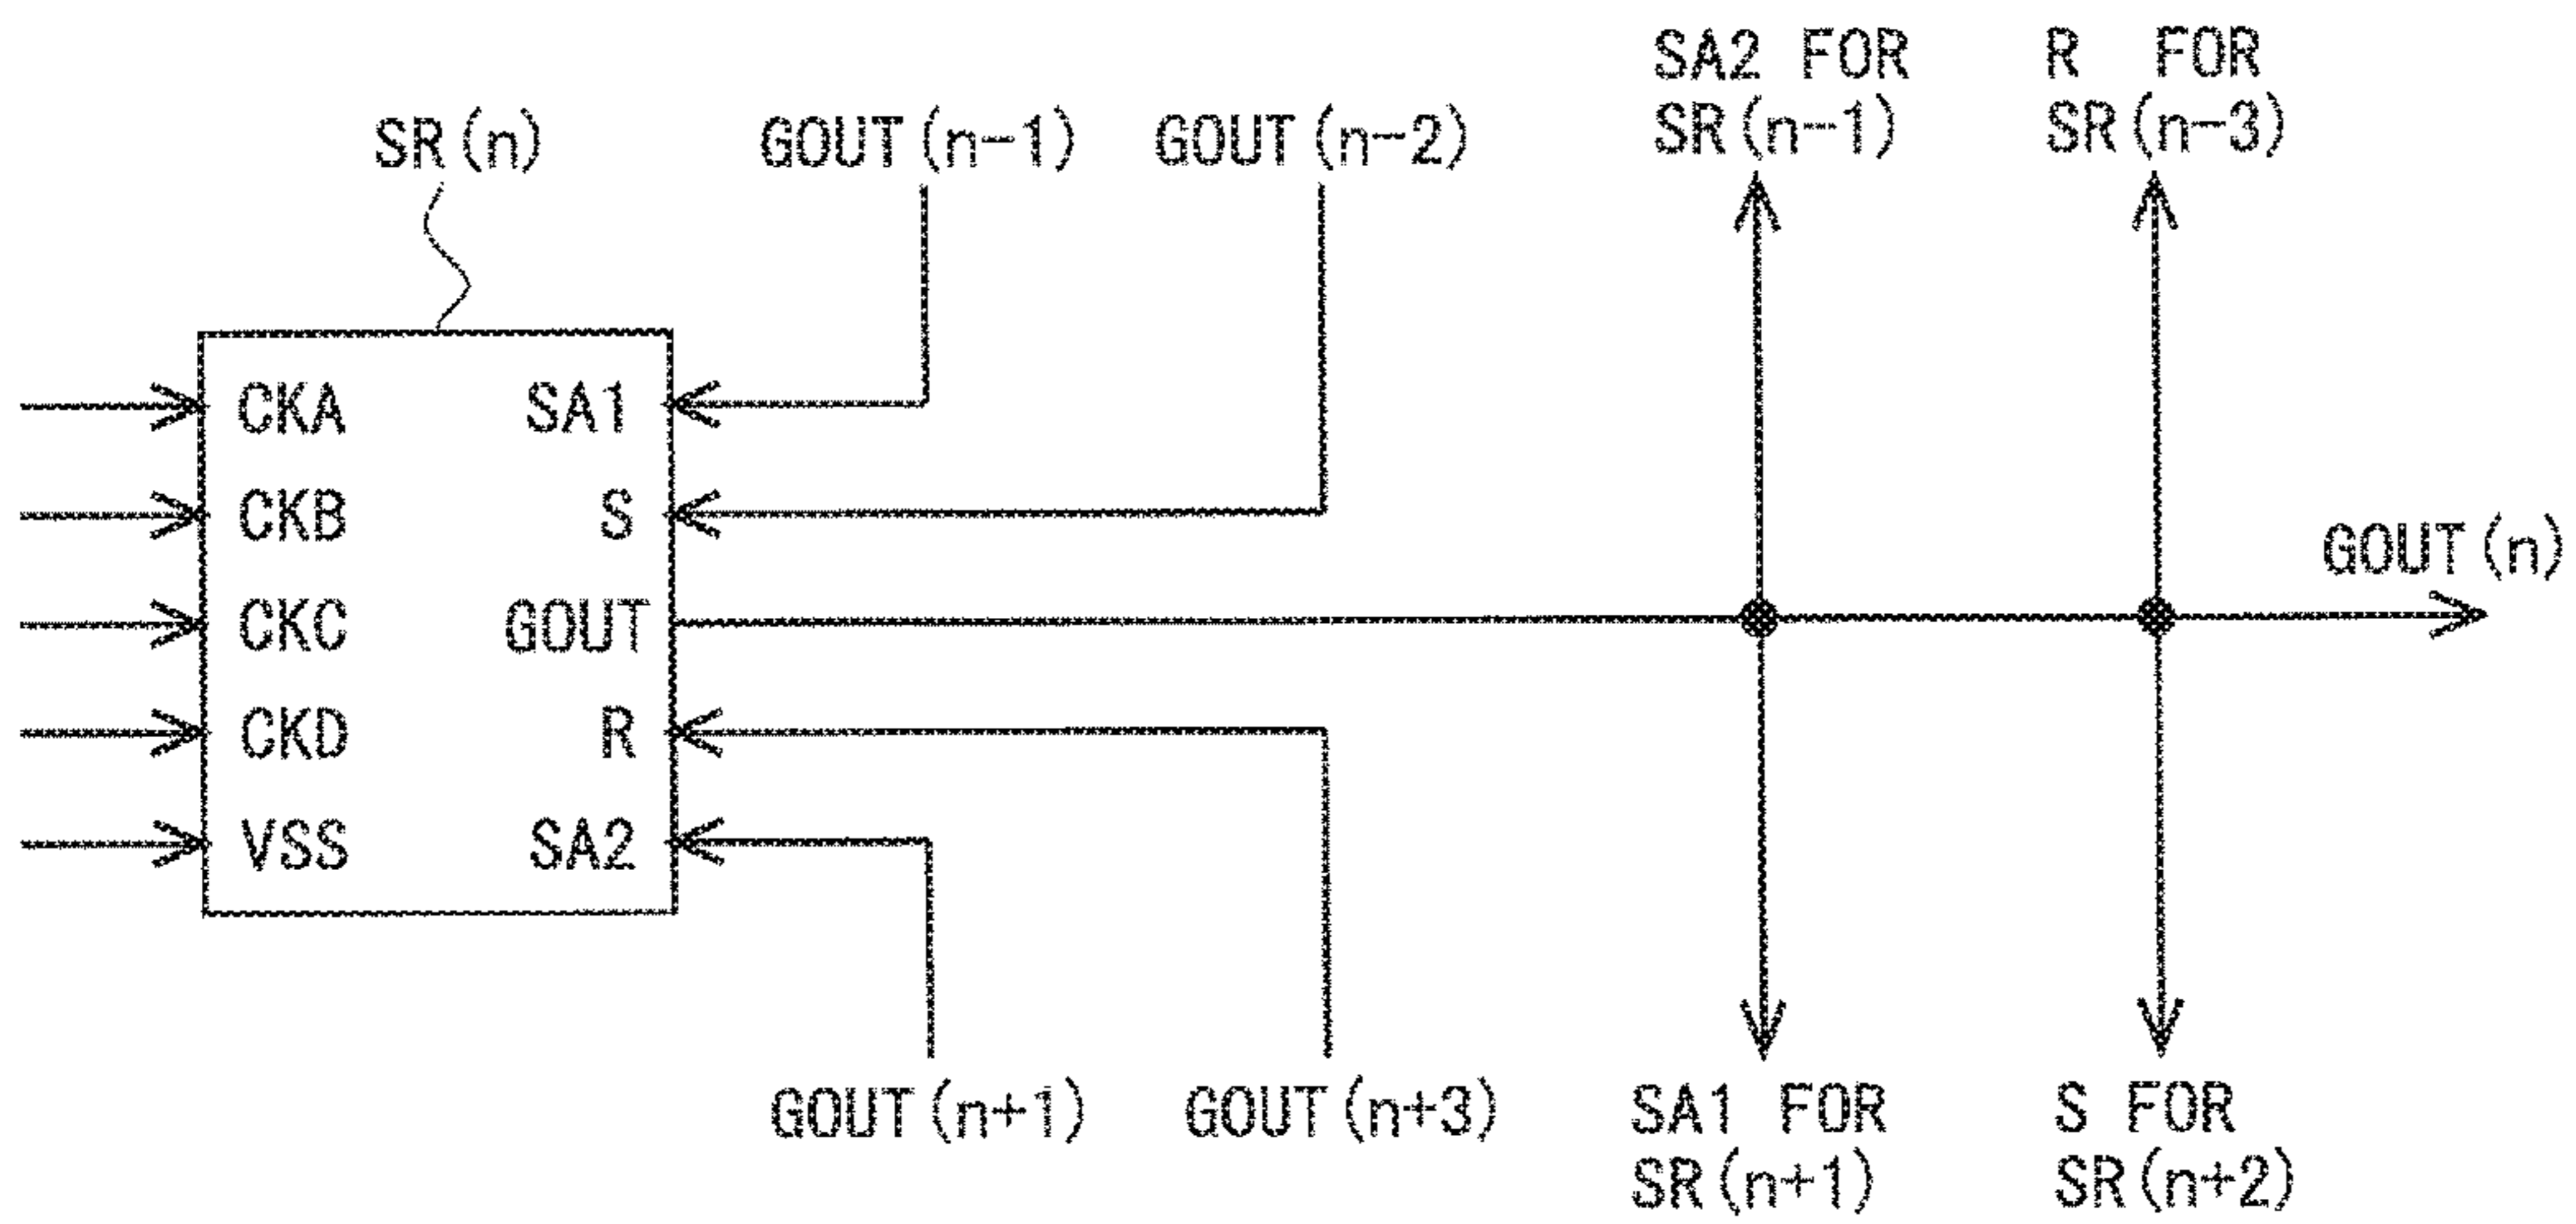 SA2 FOR
SR(n-1)
R FOR
SR(n-3)
SR(n)
GOUT(n-1)
GOUT(n-2)
CKA
SA1
CKB
S
GOUT(n)
CKC
GOUT
CKD
R
VSS
SA2
GOUT(n+1)
GOUT(n+3)
SA1 FOR
SR(n+1)
S FOR
SR(n+2)